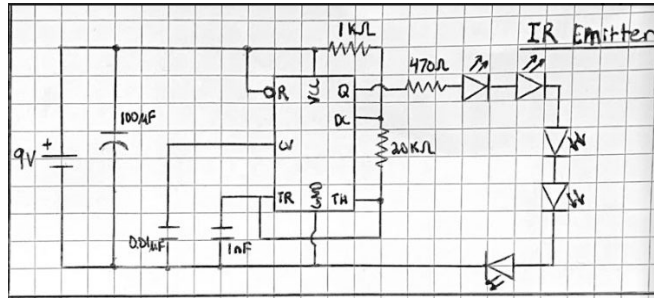 IR Emitter
1KΩ
470Ω
R
VCC
Q
100µF
DC
9V
+
CV
20KΩ
TR
GND
TH
0.01µF
1nF